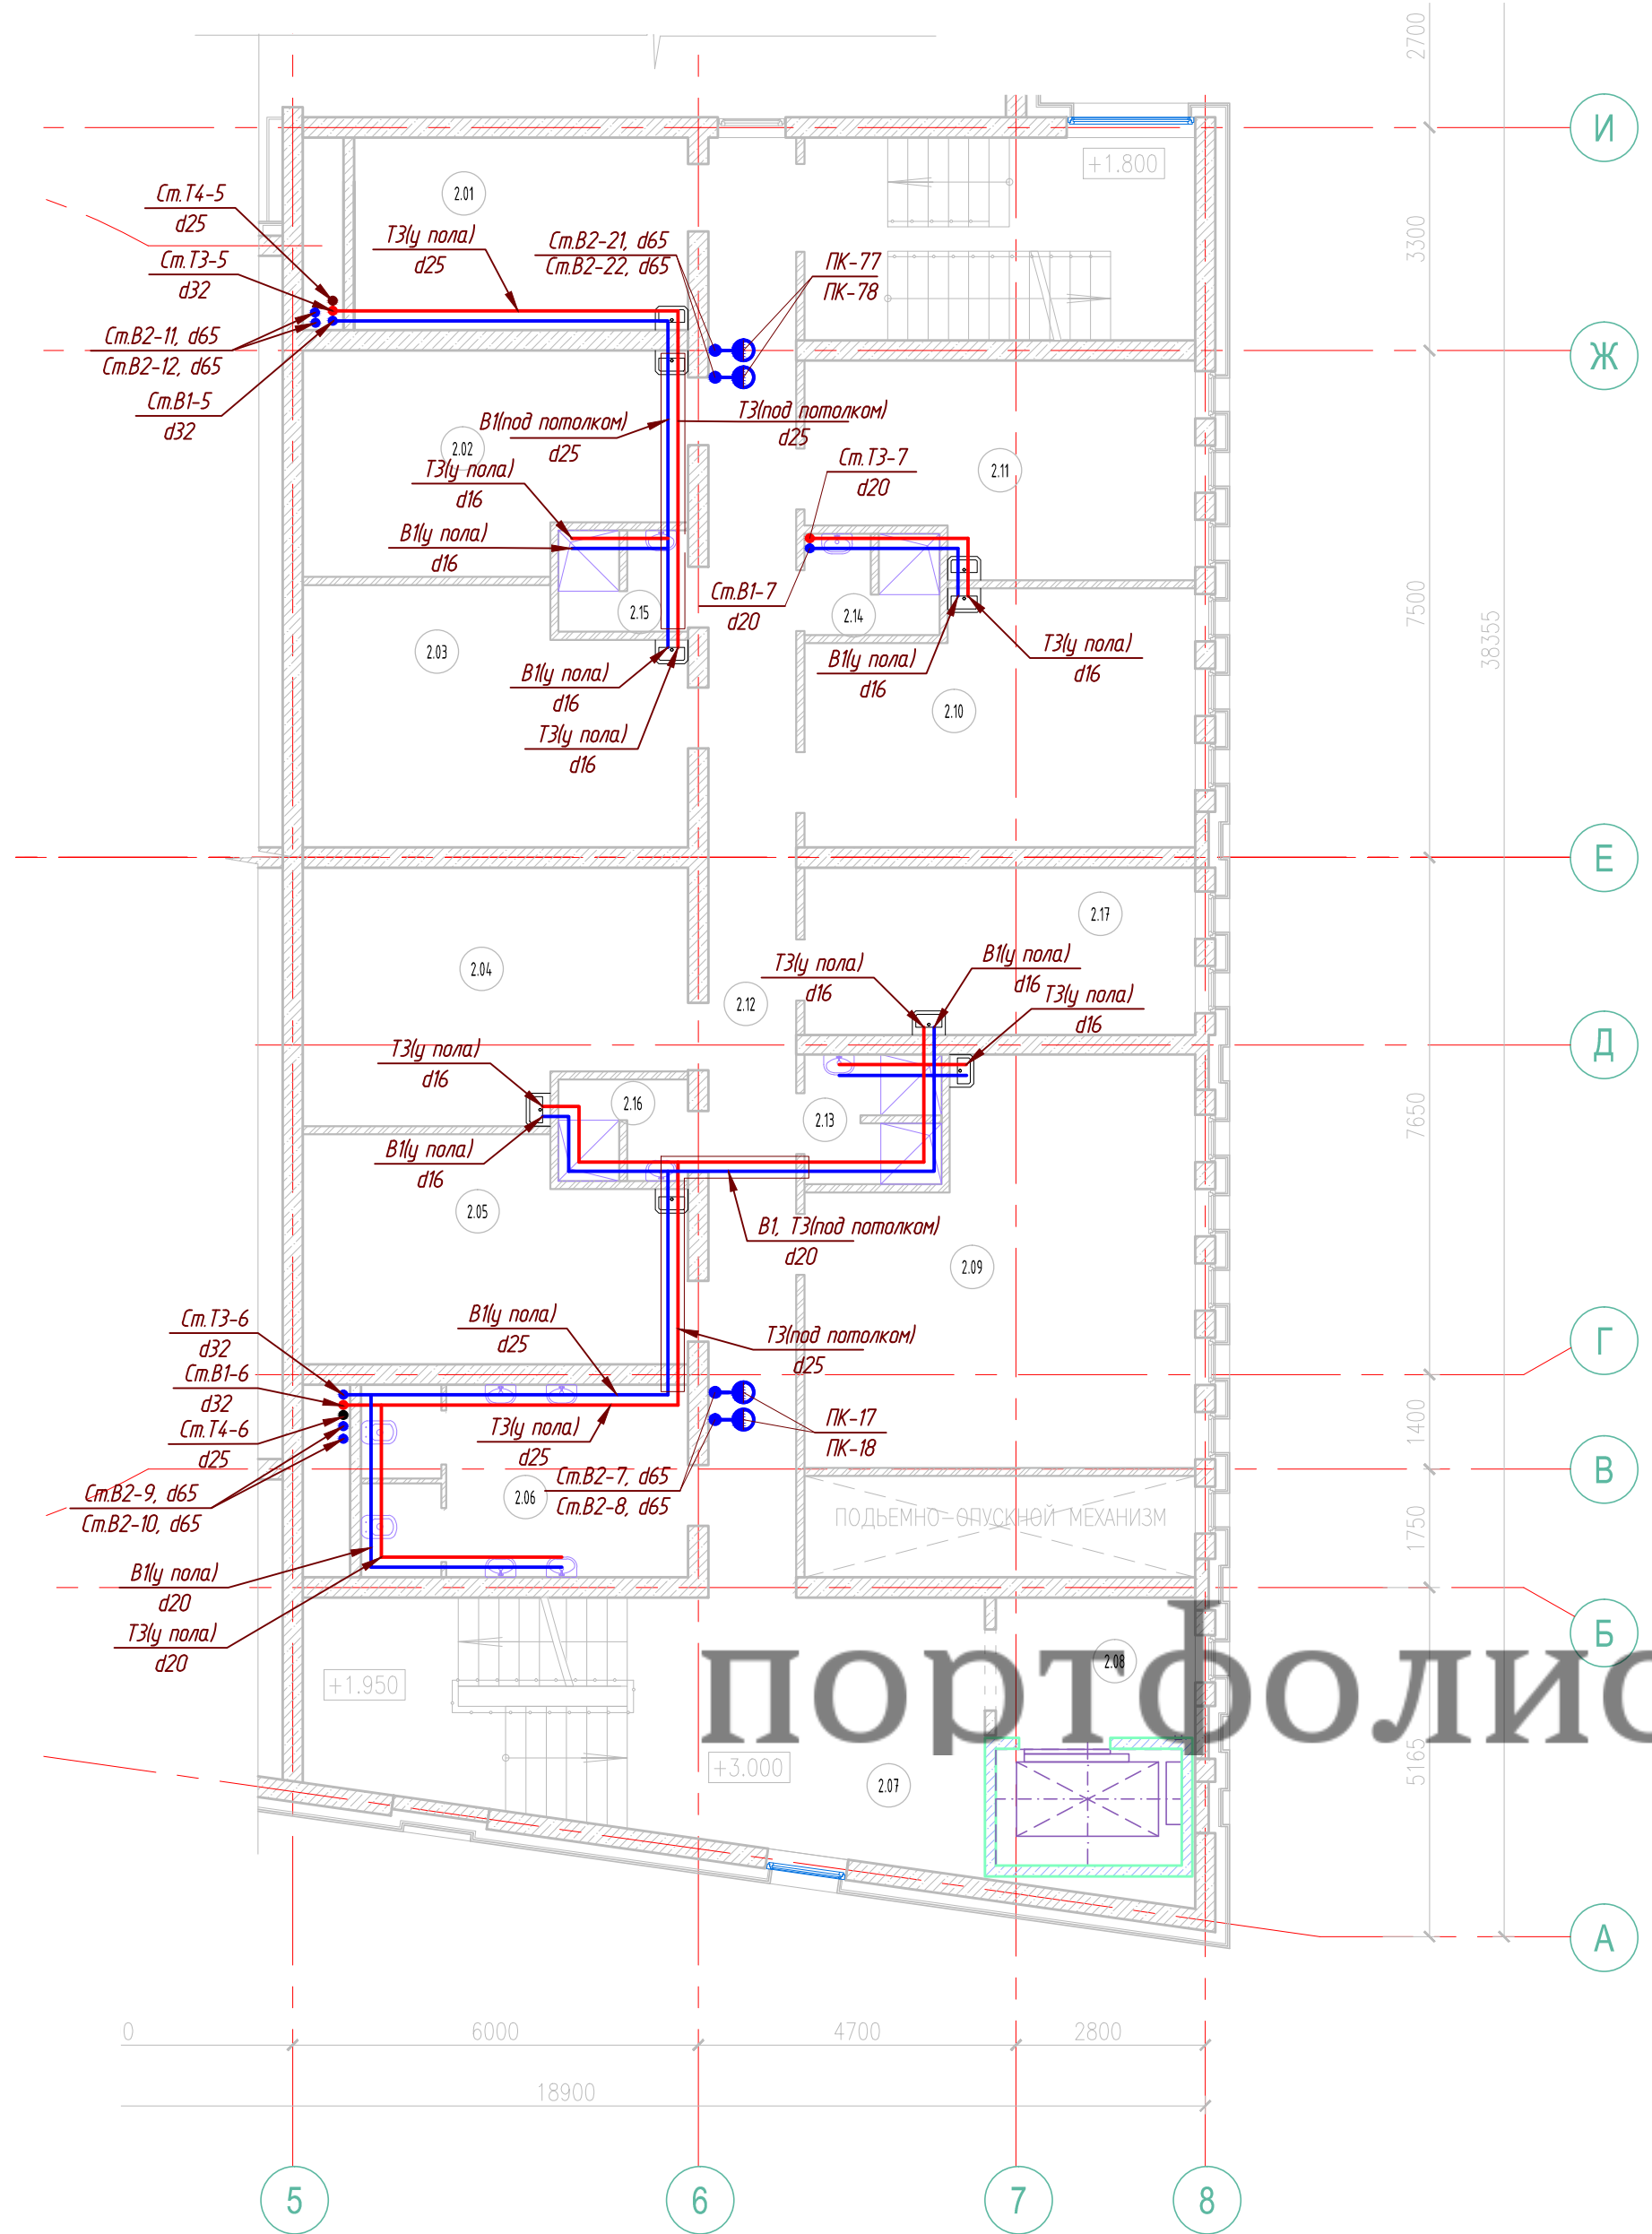 2700
И
+1.800
Ст.Т4-5
d25
2.01
Т3(у пола)
d25
Ст.В2-21, d65
Ст.В2-22, d65
ПК-77
ПК-78
3300
Ст.Т3-5
d32
Ст.В2-11, d65
Ст.В2-12, d65
Ж
Ст.В1-5
d32
В1(под потолком)
d25
Т3(под потолком)
d25
2.02
Т3(у пола)
d16
Ст.Т3-7
d20
2.11
В1(у пола)
d16
7500
38355
Ст.В1-7
d20
2.15
2.14
2.03
В1(у пола)
d16
Т3(у пола)
d16
В1(у пола)
d16
Т3(у пола)
d16
2.10
Е
2.17
2.04
Т3(у пола)
d16
В1(у пола)
d16
Т3(у пола)
d16
2.12
Д
Т3(у пола)
d16
2.16
2.13
7650
В1(у пола)
d16
2.05
В1, Т3(под потолком)
d20
2.09
Ст.Т3-6
d32
В1(у пола)
d25
Т3(под потолком)
d25
Г
Ст.В1-6
d32
Ст.Т4-6
d25
Т3(у пола)
d25
ПК-17
ПК-18
1400
В
Ст.В2-9, d65
Ст.В2-10, d65
2.06
Ст.В2-7, d65
Ст.В2-8, d65
ПОДЬЕМНО-ОПУСКНОЙ МЕХАНИЗМ
1750
В1(у пола)
d20
Т3(у пола)
d20
Б
+1.950
портфолио
2.08
+3.000
2.07
5165
А
0
6000
4700
2800
18900
5
6
7
8